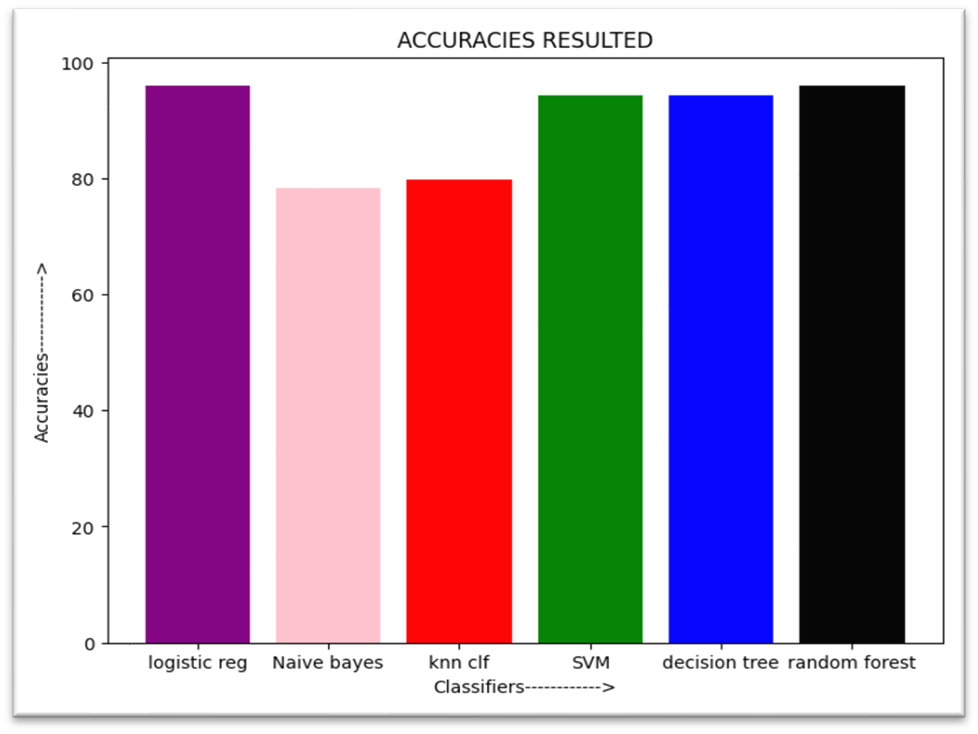 ACCURACIES RESULTED
100
80
60
40
20
0
Accuracies-------------->
logistic reg
Naive bayes
knn clf
SVM
decision tree
random forest
Classifiers------------>